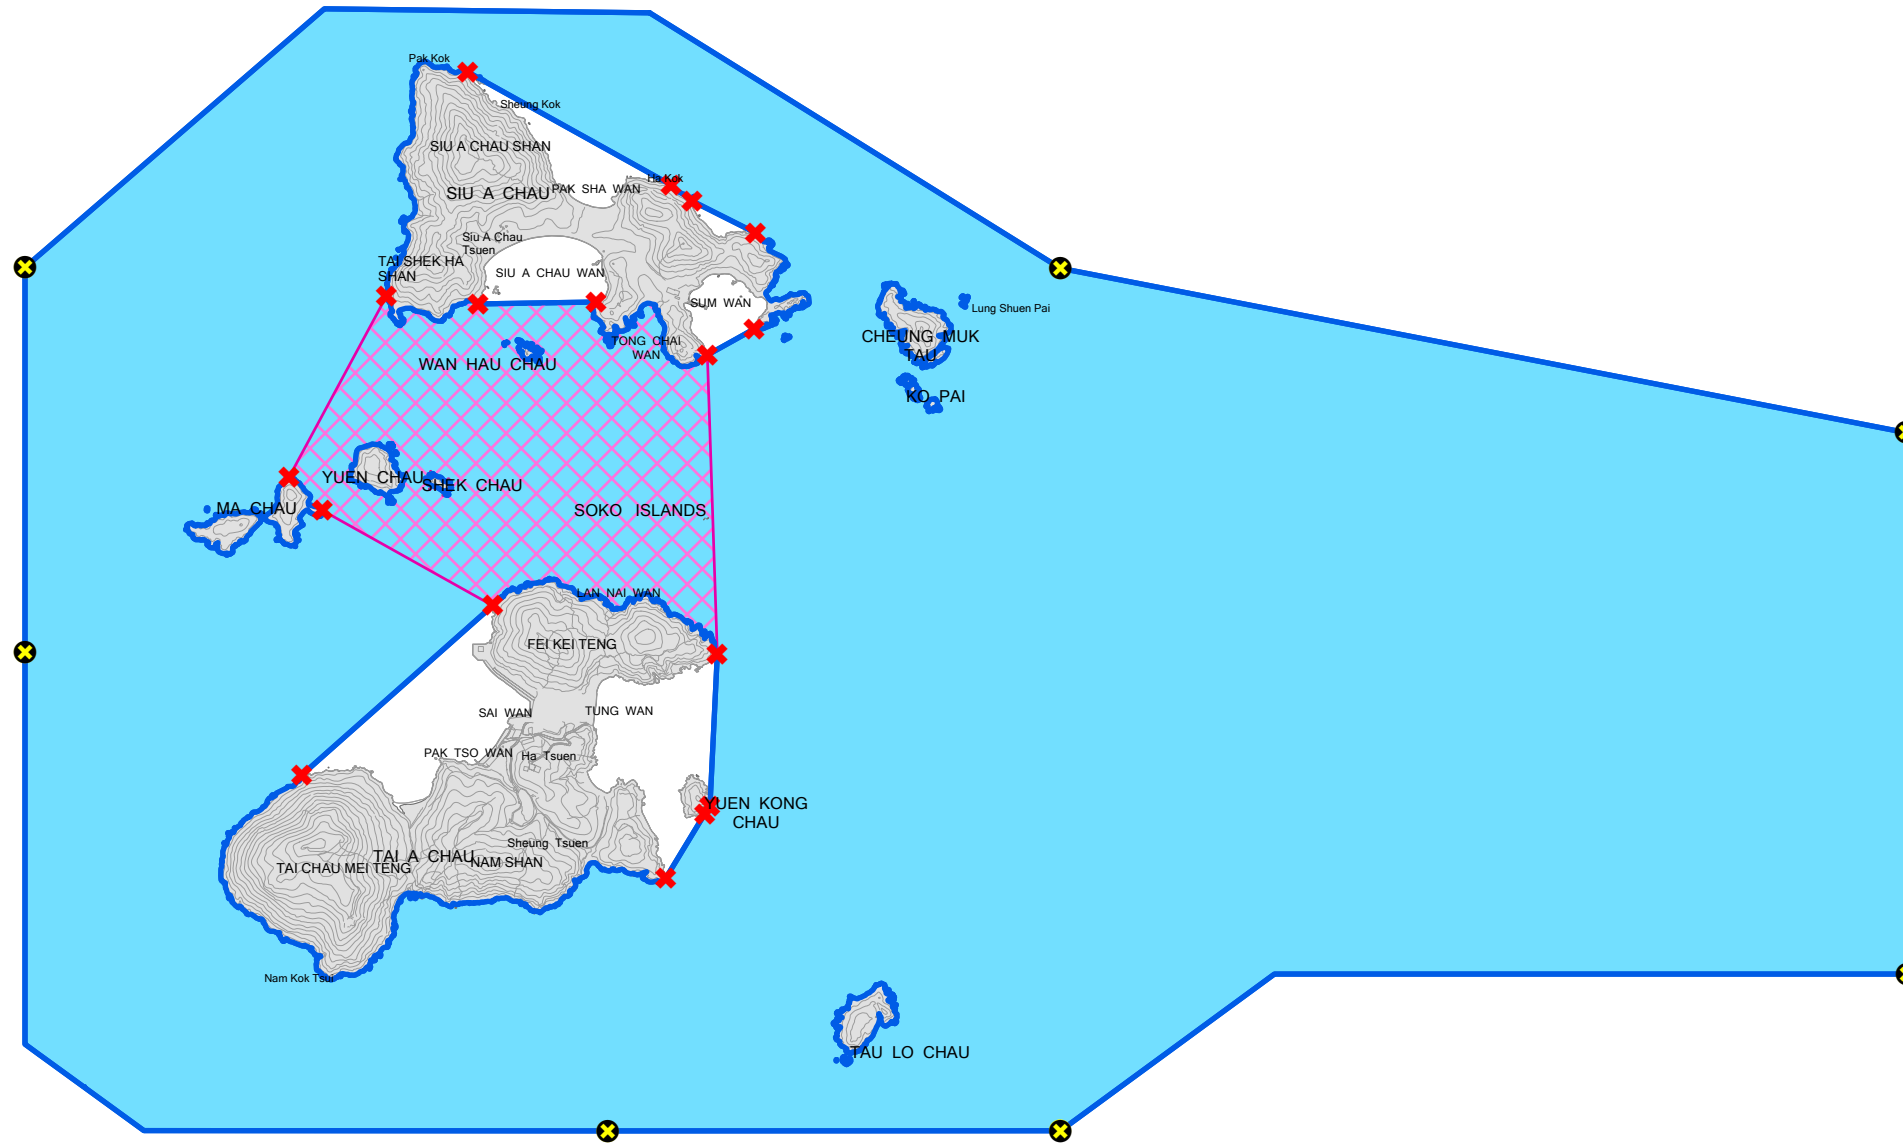 Pak Kok
Sheung Kok
SIU A CHAU SHAN
Ha Kok
SIU A CHAU
PAK SHA WAN
Siu A Chau
Tsuen
TAI SHEK HA
SHAN
SIU A CHAU WAN
SUM WAN
Lung Shuen Pai
CHEUNG MUK
TAU
TONG CHAI
WAN
WAN HAU CHAU
KO PAI
YUEN CHAU
SHEK CHAU
MA CHAU
SOKO ISLANDS
LAN NAI WAN
FEI KEI TENG
SAI WAN
TUNG WAN
PAK TSO WAN
Ha Tsuen
YUEN KONG
CHAU
Sheung Tsuen
TAI A CHAU
NAM SHAN
TAI CHAU MEI TENG
Nam Kok Tsui
TAU LO CHAU